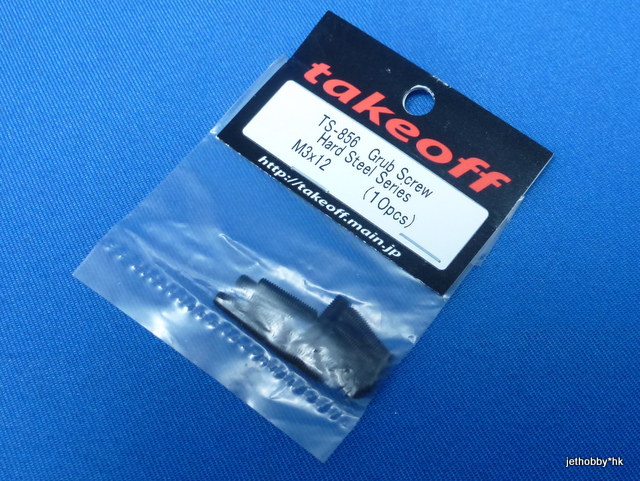 takeoff
TS-856 Grub Screw
Hard Steel Series
M3x12 (10pcs)
http://takeoff.main.jp
jethobby*hk